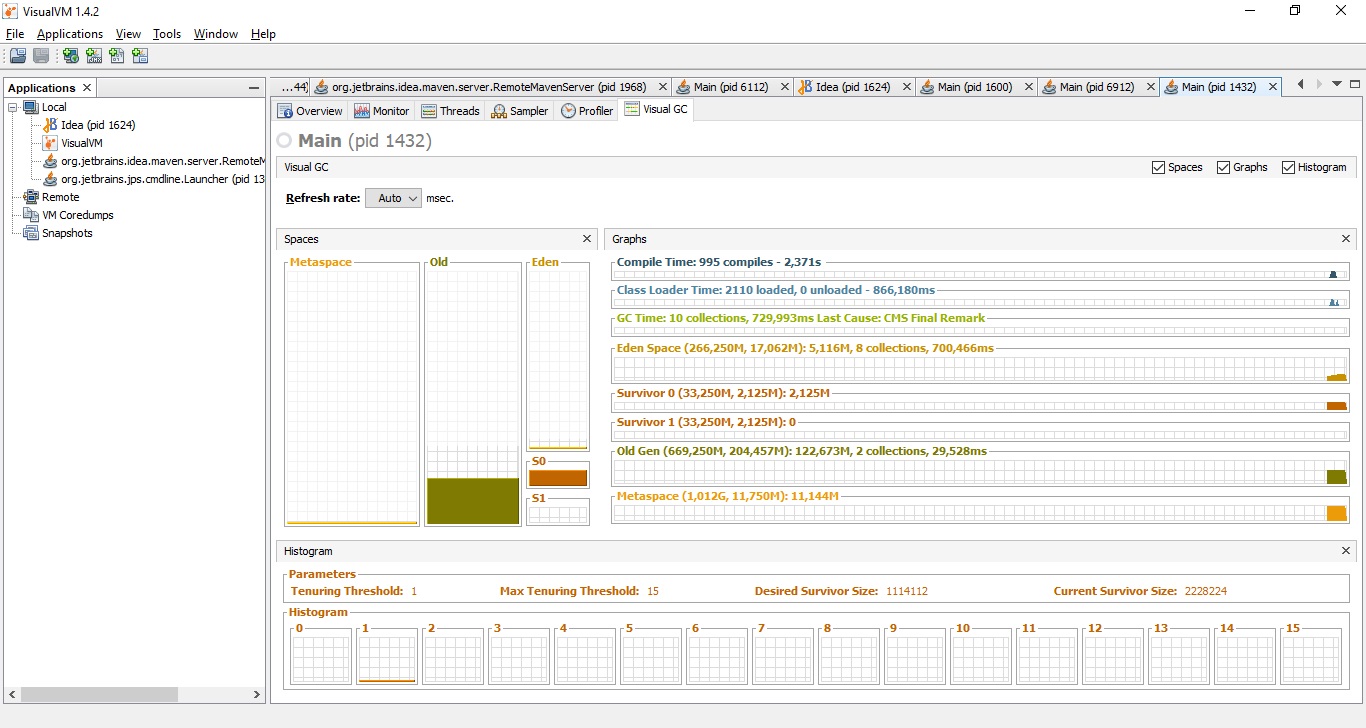 VisualVM 1.4.2
File Applications View Tools Window Help
Applications
...44) org.jetbrains.idea.maven.server.RemoteMavenServer (pid 1968) Main (pid 6112) Idea (pid 1624) Main (pid 1600) Main (pid 6912) Main (pid 1432)
Local
Idea (pid 1624)
VisualVM
org.jetbrains.idea.maven.server.RemoteM
org.jetbrains.jps.cmdline.Launcher (pid 13
Remote
VM Coredumps
Snapshots
Overview Monitor Threads Sampler Profiler Visual GC
Main (pid 1432)
Visual GC Spaces Graphs Histogram
Refresh rate: Auto msec.
Spaces
Metaspace Old Eden
S0
S1
Graphs
Compile Time: 995 compiles - 2,371s
Class Loader Time: 2110 loaded, 0 unloaded - 866,180ms
GC Time: 10 collections, 729,993ms Last Cause: CMS Final Remark
Eden Space (266,250M, 17,062M): 5,116M, 8 collections, 700,466ms
Survivor 0 (33,250M, 2,125M): 2,125M
Survivor 1 (33,250M, 2,125M): 0
Old Gen (669,250M, 204,457M): 122,673M, 2 collections, 29,528ms
Metaspace (1,012G, 11,750M): 11,144M
Histogram
Parameters
Tenuring Threshold: 1 Max Tenuring Threshold: 15 Desired Survivor Size: 1114112 Current Survivor Size: 2228224
Histogram
0 1 2 3 4 5 6 7 8 9 10 11 12 13 14 15